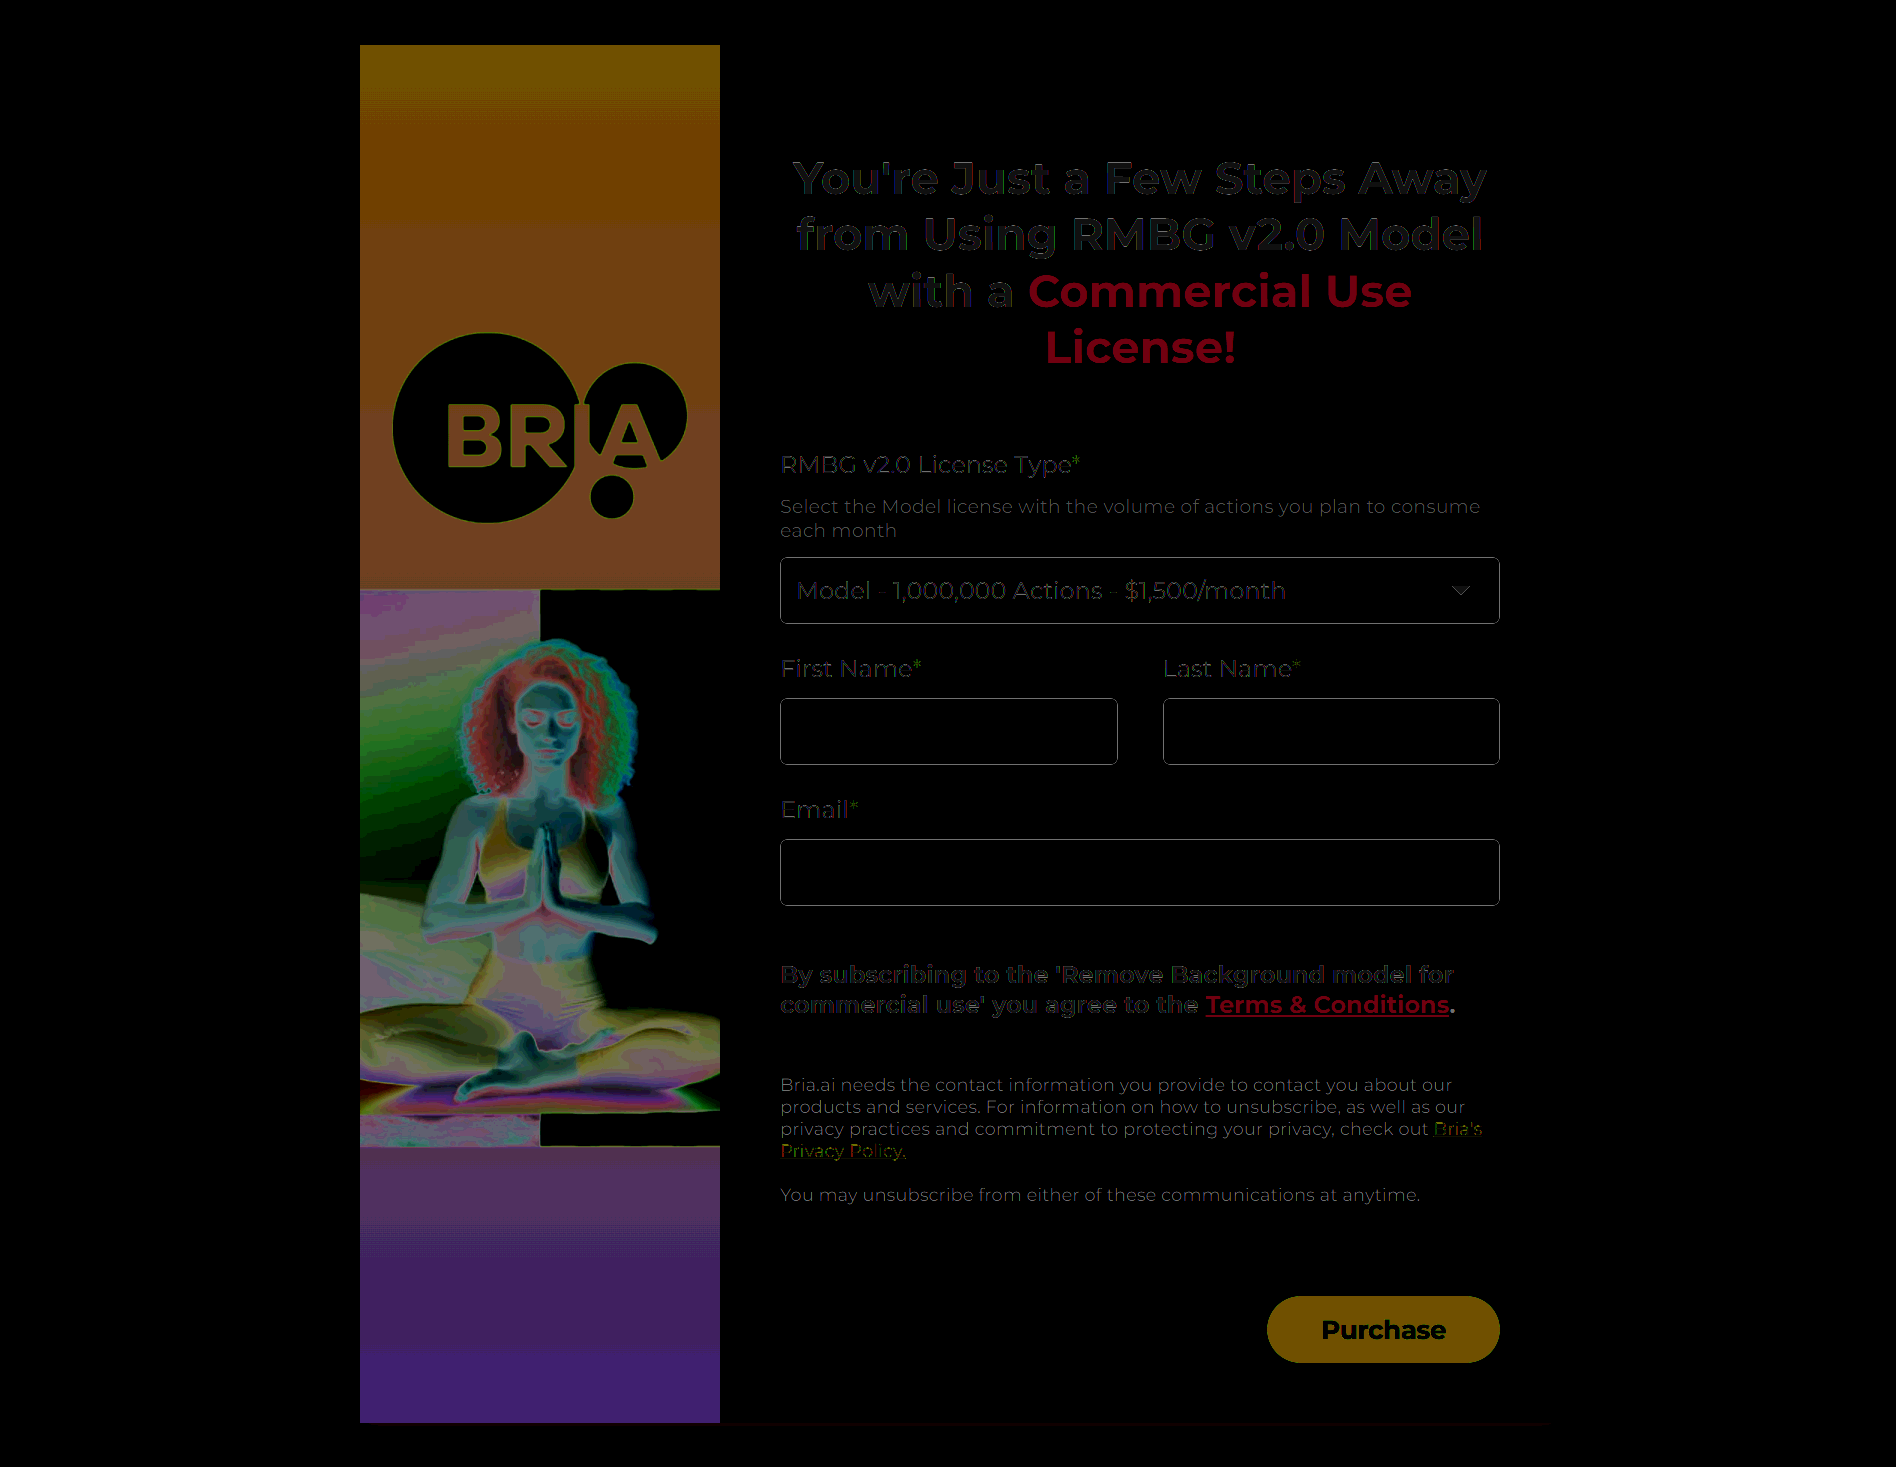 BRIA
You're Just a Few Steps Away
from Using RMBG v2.0 Model
with a Commercial Use
License!
RMBG v2.0 License Type*
Select the Model license with the volume of actions you plan to consume
each month
Model - 1,000,000 Actions - $1,500/month
First Name*
Last Name*
Email*
By subscribing to the 'Remove Background model for
commercial use' you agree to the Terms & Conditions.
Bria.ai needs the contact information you provide to contact you about our
products and services. For information on how to unsubscribe, as well as our
privacy practices and commitment to protecting your privacy, check out Bria's
Privacy Policy.
You may unsubscribe from either of these communications at anytime.
Purchase